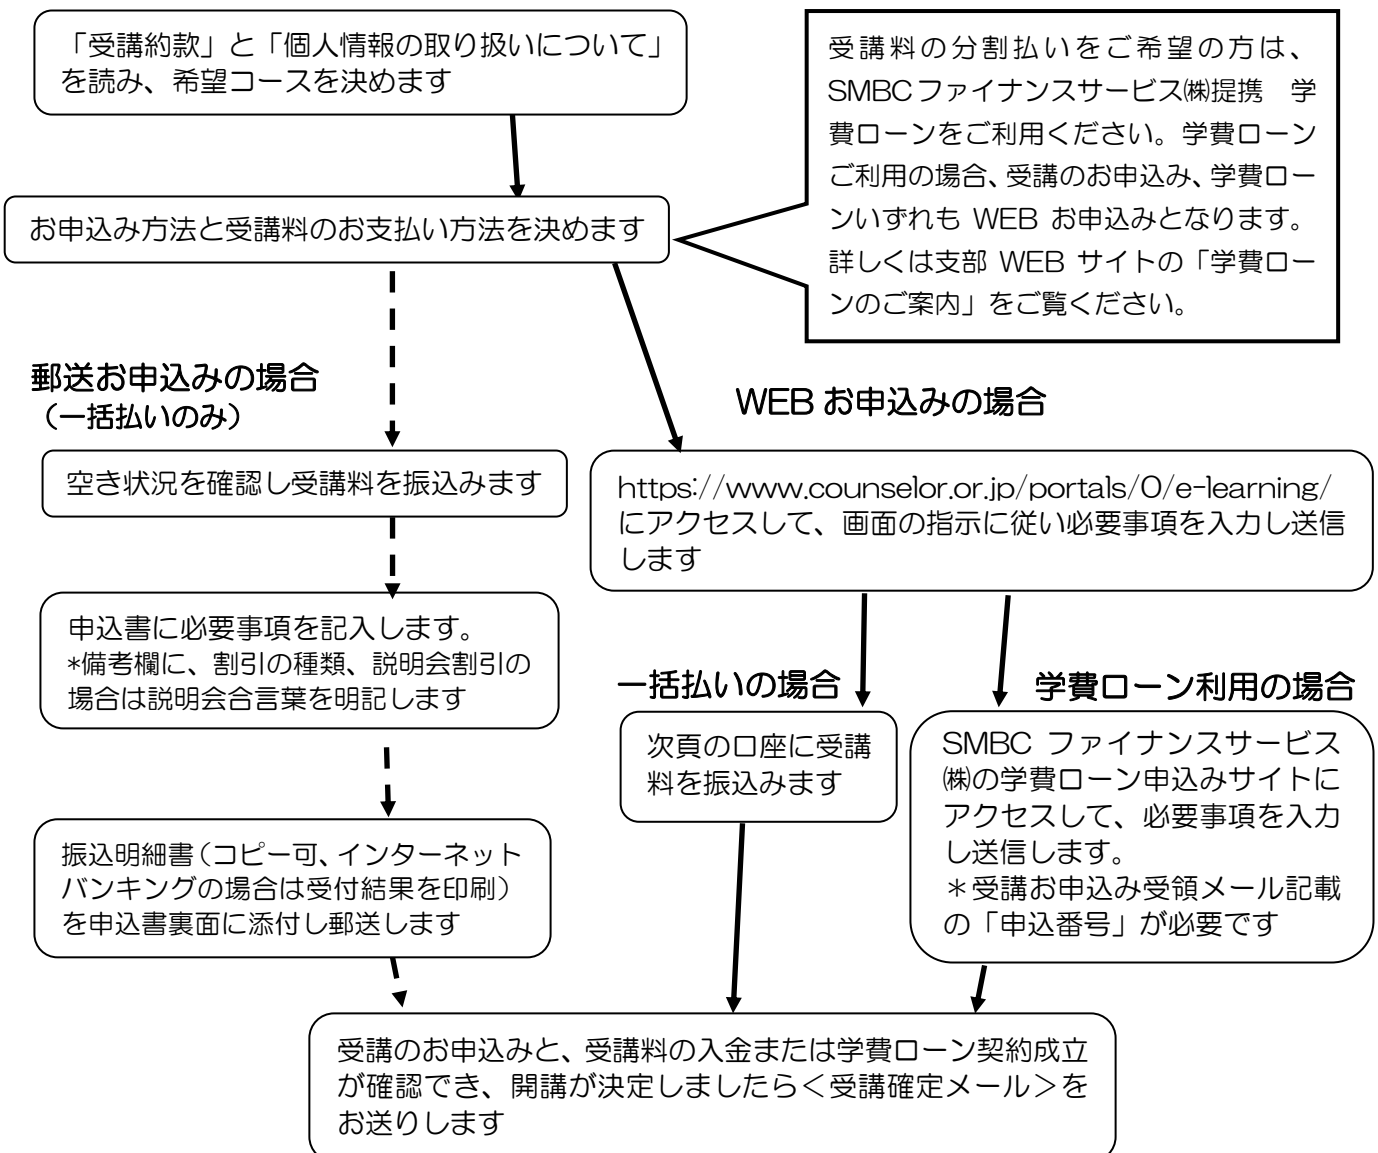 「受講約款」と「個人情報の取り扱いについて」
を読み、希望コースを決めます
受講料の分割払いをご希望の方は、
SMBCファイナンスサービス㈱提携　学
費ローンをご利用ください。学費ローン
ご利用の場合、受講のお申込み、学費ロー
ンいずれも WEB お申込みとなります。
詳しくは支部 WEB サイトの「学費ロー
ンのご案内」をご覧ください。
お申込み方法と受講料のお支払い方法を決めます
郵送お申込みの場合
（一括払いのみ）
空き状況を確認し受講料を振込みます
申込書に必要事項を記入します。
*備考欄に、割引の種類、説明会割引の
場合は説明会合言葉を明記します
振込明細書（コピー可、インターネット
バンキングの場合は受付結果を印刷）
を申込書裏面に添付し郵送します
WEB お申込みの場合
https://www.counselor.or.jp/portals/0/e-learning/
にアクセスして、画面の指示に従い必要事項を入力し送信
します
一括払いの場合
次頁の口座に受講
料を振込みます
学費ローン利用の場合
SMBC ファイナンスサービス
㈱の学費ローン申込みサイトに
アクセスして、必要事項を入力
し送信します。
＊受講お申込み受領メール記載
の「申込番号」が必要です
受講のお申込みと、受講料の入金または学費ローン契約成立
が確認でき、開講が決定しましたら＜受講確定メール＞を
お送りします